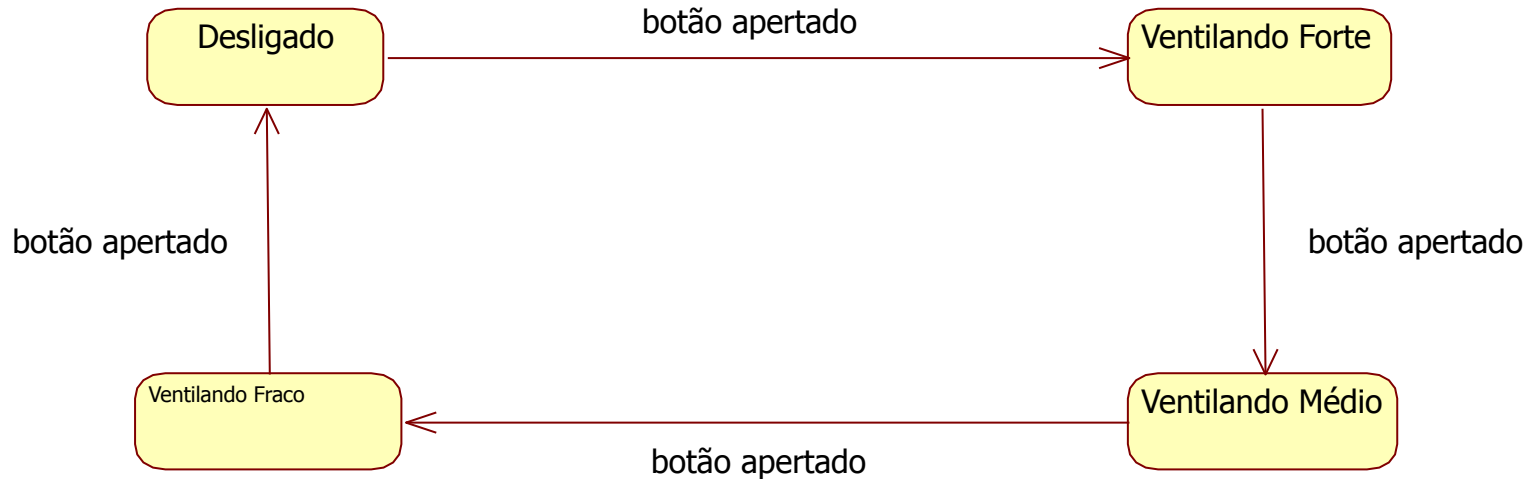 botão apertado
Desligado
Ventilando Forte
botão apertado
botão apertado
Ventilando Fraco
Ventilando Médio
botão apertado